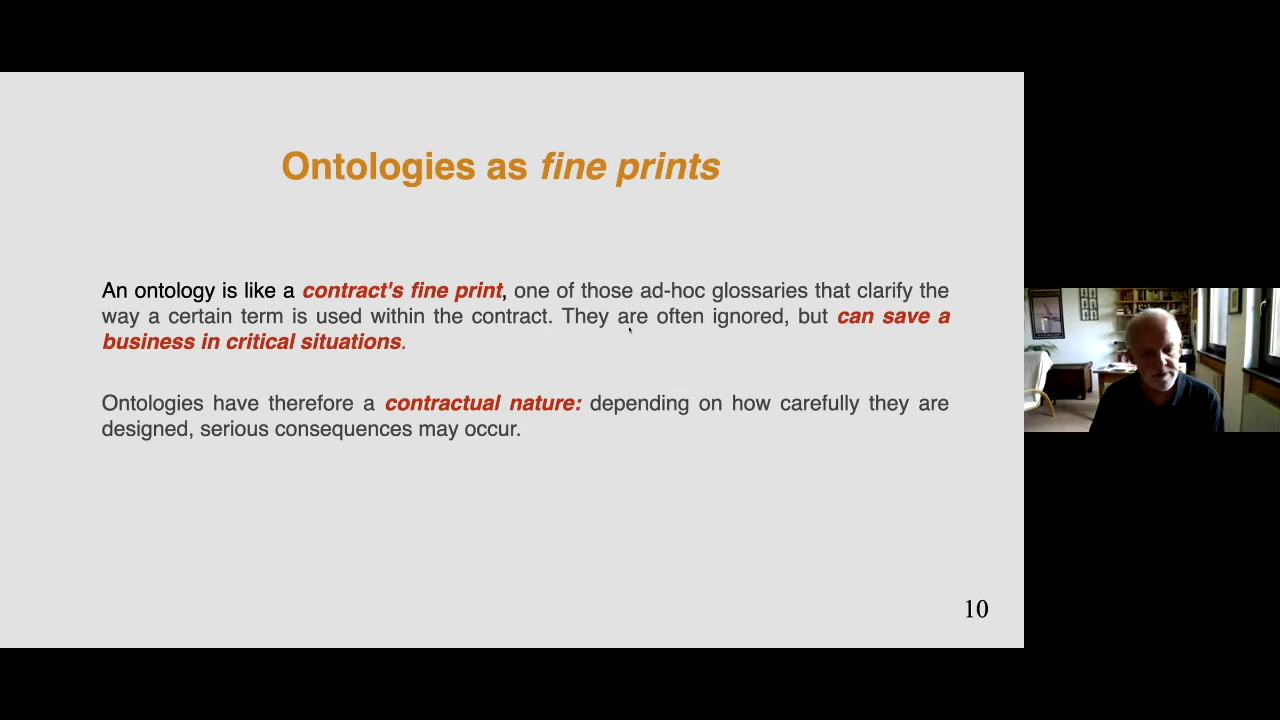 Ontologies as fine prints
An ontology is like a contract's fine print, one of those ad-hoc glossaries that clarify the
way a certain term is used within the contract. They are often ignored, but can save a
business in critical situations.
Ontologies have therefore a contractual nature: depending on how carefully they are
designed, serious consequences may occur.
10